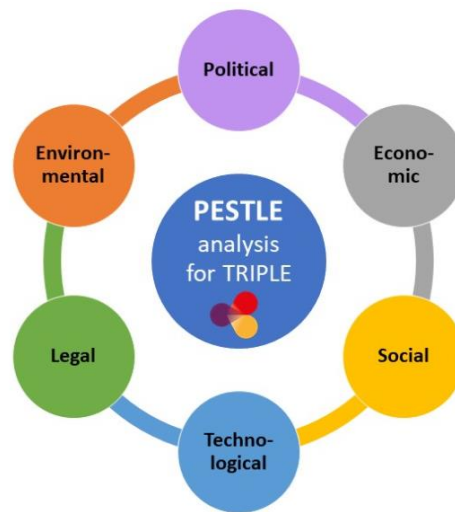 Political
Econo-
mic
Social
Techno-
logical
Legal
Environ-
mental
PESTLE
analysis
for TRIPLE